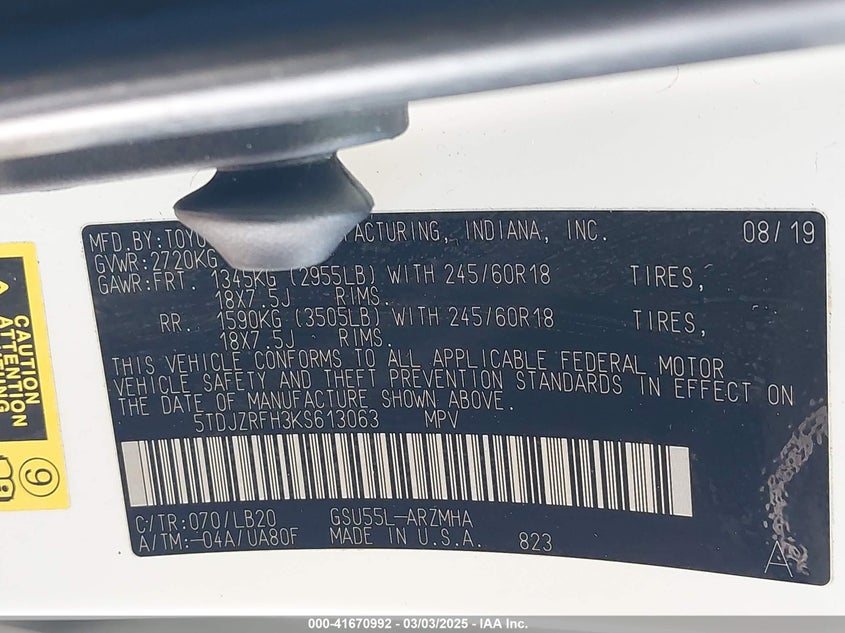 MFD.BY:TOYO FACTURING, INDIANA, INC. 08/19
GVWR:2720KG
GAWR:FRT. 1345KG (2955LB) WITH 245/60R18 TIRES,
18X7.5J RIMS.
RR. 1590KG (3505LB) WITH 245/60R18 TIRES,
18X7.5J RIMS.
THIS VEHICLE CONFORMS TO ALL APPLICABLE FEDERAL MOTOR
VEHICLE SAFETY AND THEFT PREVENTION STANDARDS IN EFFECT ON
THE DATE OF MANUFACTURE SHOWN ABOVE.
5TDJZRFH3KS613063 MPV
C/TR:070/LB20 GSU55L-ARZMHA
A/TM:-04A/UA80F MADE IN U.S.A. 823
A
CAUTION
ATTENTION
9
000-41670992 - 03/03/2025 - IAA Inc.